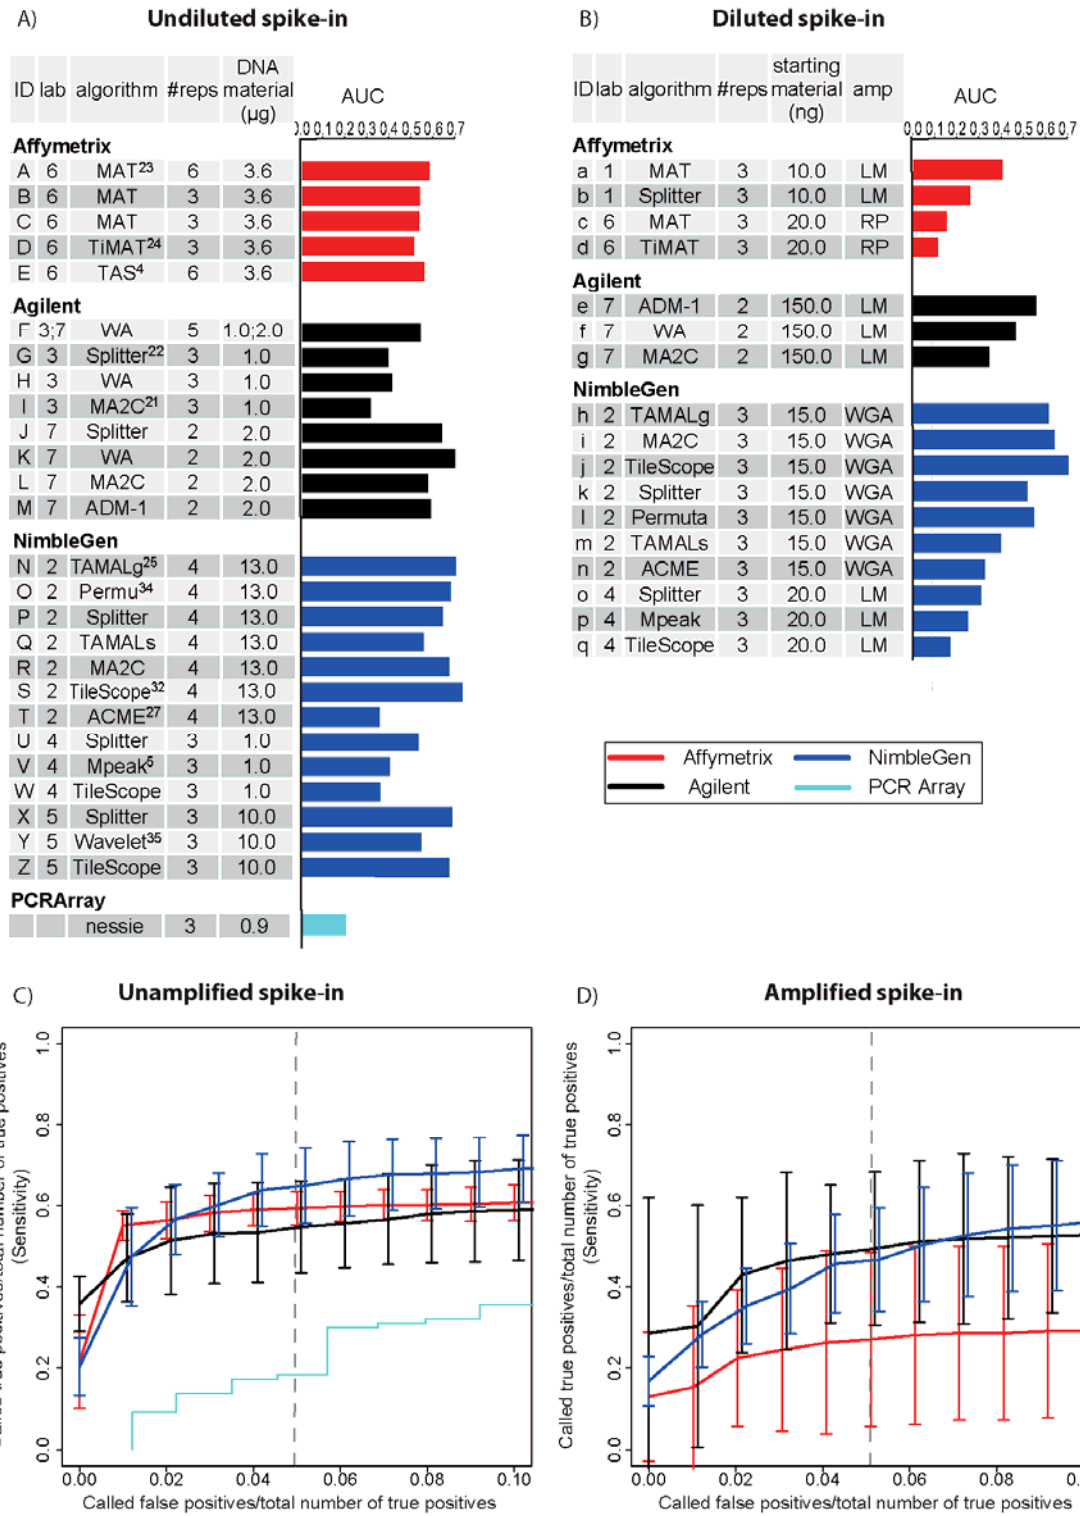 A) Undiluted spike-in
ID lab algorithm #reps DNA material (µg) AUC
0.0 0.1 0.2 0.3 0.4 0.5 0.6 0.7
Affymetrix
A 6 MAT23 6 3.6
B 6 MAT 3 3.6
C 6 MAT 3 3.6
D 6 TiMAT24 3 3.6
E 6 TAS4 6 3.6
Agilent
F 3;7 WA 5 1.0;2.0
G 3 Splitter22 3 1.0
H 3 WA 3 1.0
I 3 MA2C21 3 1.0
J 7 Splitter 2 2.0
K 7 WA 2 2.0
L 7 MA2C 2 2.0
M 7 ADM-1 2 2.0
NimbleGen
N 2 TAMALg25 4 13.0
O 2 Permu34 4 13.0
P 2 Splitter 4 13.0
Q 2 TAMALs 4 13.0
R 2 MA2C 4 13.0
S 2 TileScope32 4 13.0
T 2 ACME27 4 13.0
U 4 Splitter 3 1.0
V 4 Mpeak5 3 1.0
W 4 TileScope 3 1.0
X 5 Splitter 3 10.0
Y 5 Wavelet35 3 10.0
Z 5 TileScope 3 10.0
PCRArray
nessie 3 0.9
B) Diluted spike-in
ID lab algorithm #reps starting material (ng) amp AUC
0.0 0.1 0.2 0.3 0.4 0.5 0.6 0.7
Affymetrix
a 1 MAT 3 10.0 LM
b 1 Splitter 3 10.0 LM
c 6 MAT 3 20.0 RP
d 6 TiMAT 3 20.0 RP
Agilent
e 7 ADM-1 2 150.0 LM
f 7 WA 2 150.0 LM
g 7 MA2C 2 150.0 LM
NimbleGen
h 2 TAMALg 3 15.0 WGA
i 2 MA2C 3 15.0 WGA
j 2 TileScope 3 15.0 WGA
k 2 Splitter 3 15.0 WGA
l 2 Permuta 3 15.0 WGA
m 2 TAMALs 3 15.0 WGA
n 2 ACME 3 15.0 WGA
o 4 Splitter 3 20.0 LM
p 4 Mpeak 3 20.0 LM
q 4 TileScope 3 20.0 LM
Affymetrix NimbleGen
Agilent PCR Array
C) Unamplified spike-in
Called true positives/total number of true positives
(Sensitivity)
1.0
0.8
0.6
0.4
0.2
0.0
0.00 0.02 0.04 0.06 0.08 0.10
Called false positives/total number of true positives
D) Amplified spike-in
Called true positives/total number of true positives
(Sensitivity)
1.0
0.8
0.6
0.4
0.2
0.0
0.00 0.02 0.04 0.06 0.08
Called false positives/total number of true positives